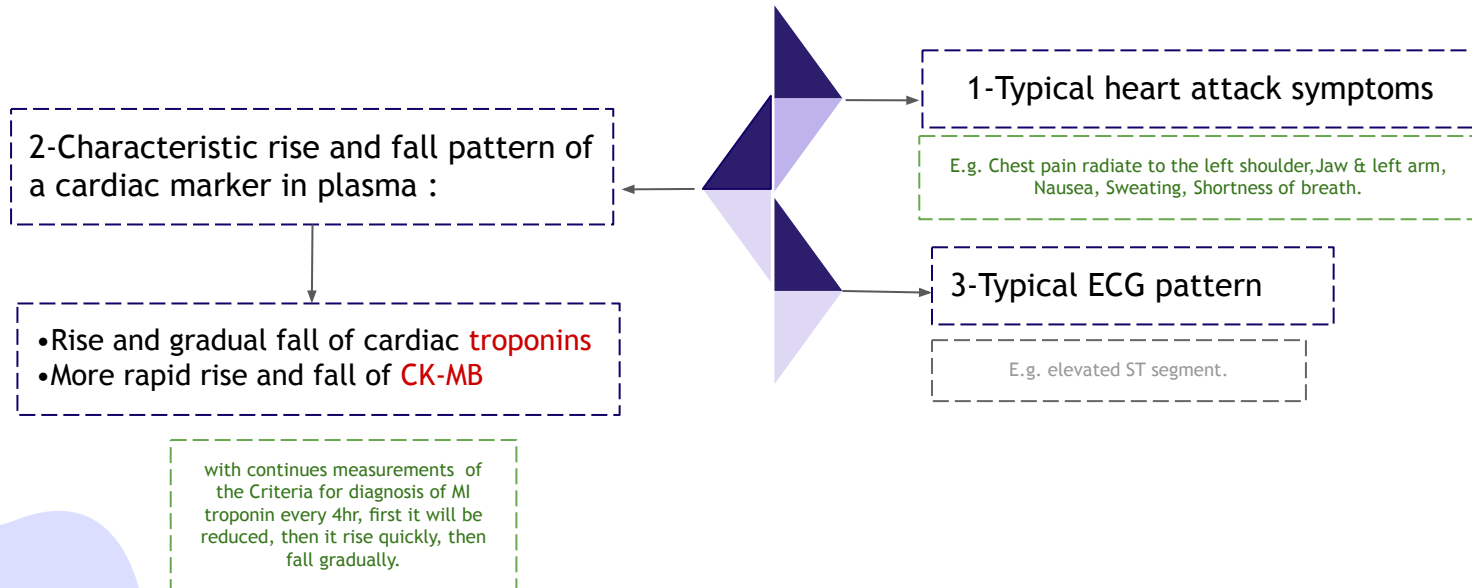 1-Typical heart attack symptoms
E.g. Chest pain radiate to the left shoulder,Jaw & left arm,
Nausea, Sweating, Shortness of breath.
2-Characteristic rise and fall pattern of
a cardiac marker in plasma :
•Rise and gradual fall of cardiac troponins
•More rapid rise and fall of CK-MB
with continues measurements of
the Criteria for diagnosis of MI
troponin every 4hr, first it will be
reduced, then it rise quickly, then
fall gradually.
3-Typical ECG pattern
E.g. elevated ST segment.